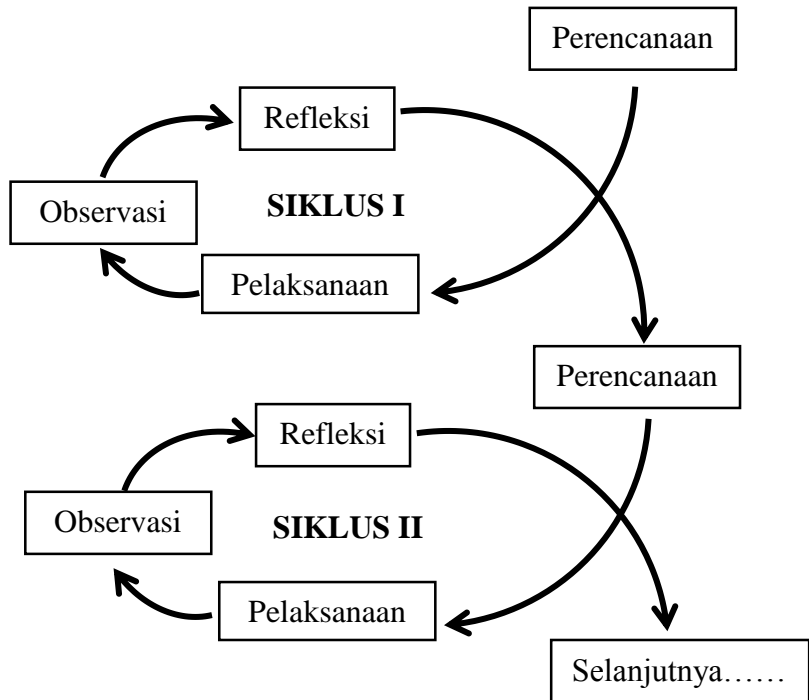 Perencanaan
Refleksi
Observasi
SIKLUS I
Pelaksanaan
Perencanaan
Refleksi
Observasi
SIKLUS II
Pelaksanaan
Selanjutnya……